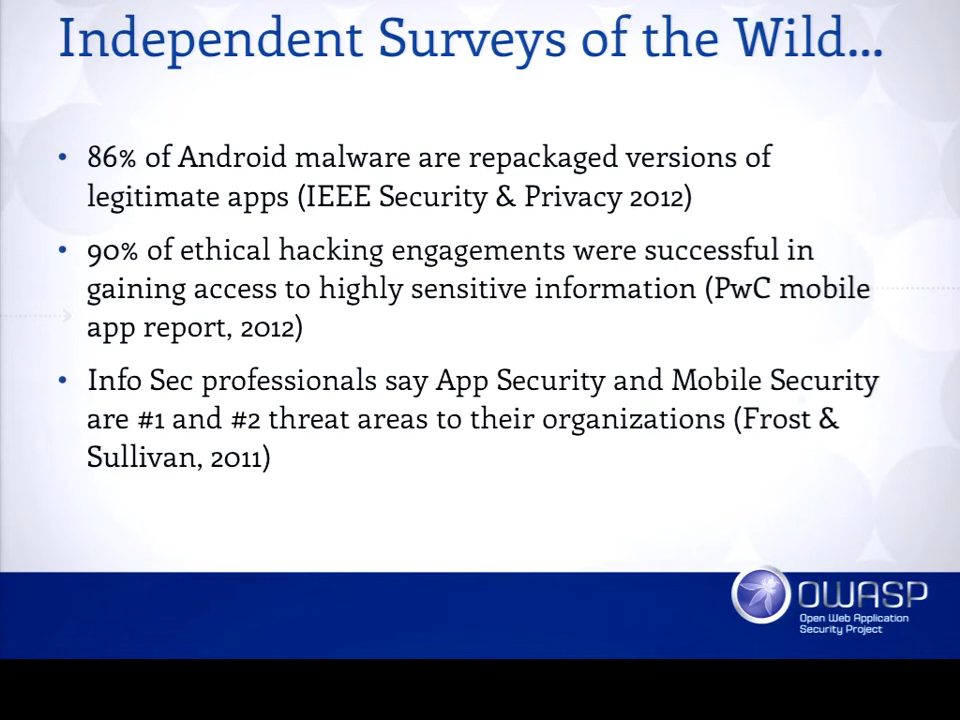 Independent Surveys of the Wild...
• 86% of Android malware are repackaged versions of
legitimate apps (IEEE Security & Privacy 2012)
• 90% of ethical hacking engagements were successful in
gaining access to highly sensitive information (PwC mobile
app report, 2012)
• Info Sec professionals say App Security and Mobile Security
are #1 and #2 threat areas to their organizations (Frost &
Sullivan, 2011)
OWASP
Open Web Application
Security Project